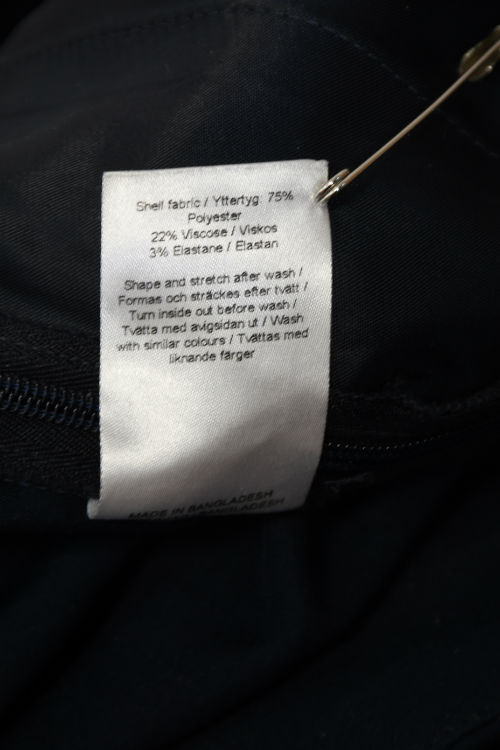 Shell fabric / Yttertyg: 75%
Polyester
22% Viscose / Viskos
3% Elastane / Elastan
Shape and stretch after wash /
Formas och sträckes efter tvätt /
Turn inside out before wash /
Tvätta med avigsidan ut / Wash
with similar colours / Tvättas med
liknande färger
MADE IN BANGLADESH
BANGLADESH